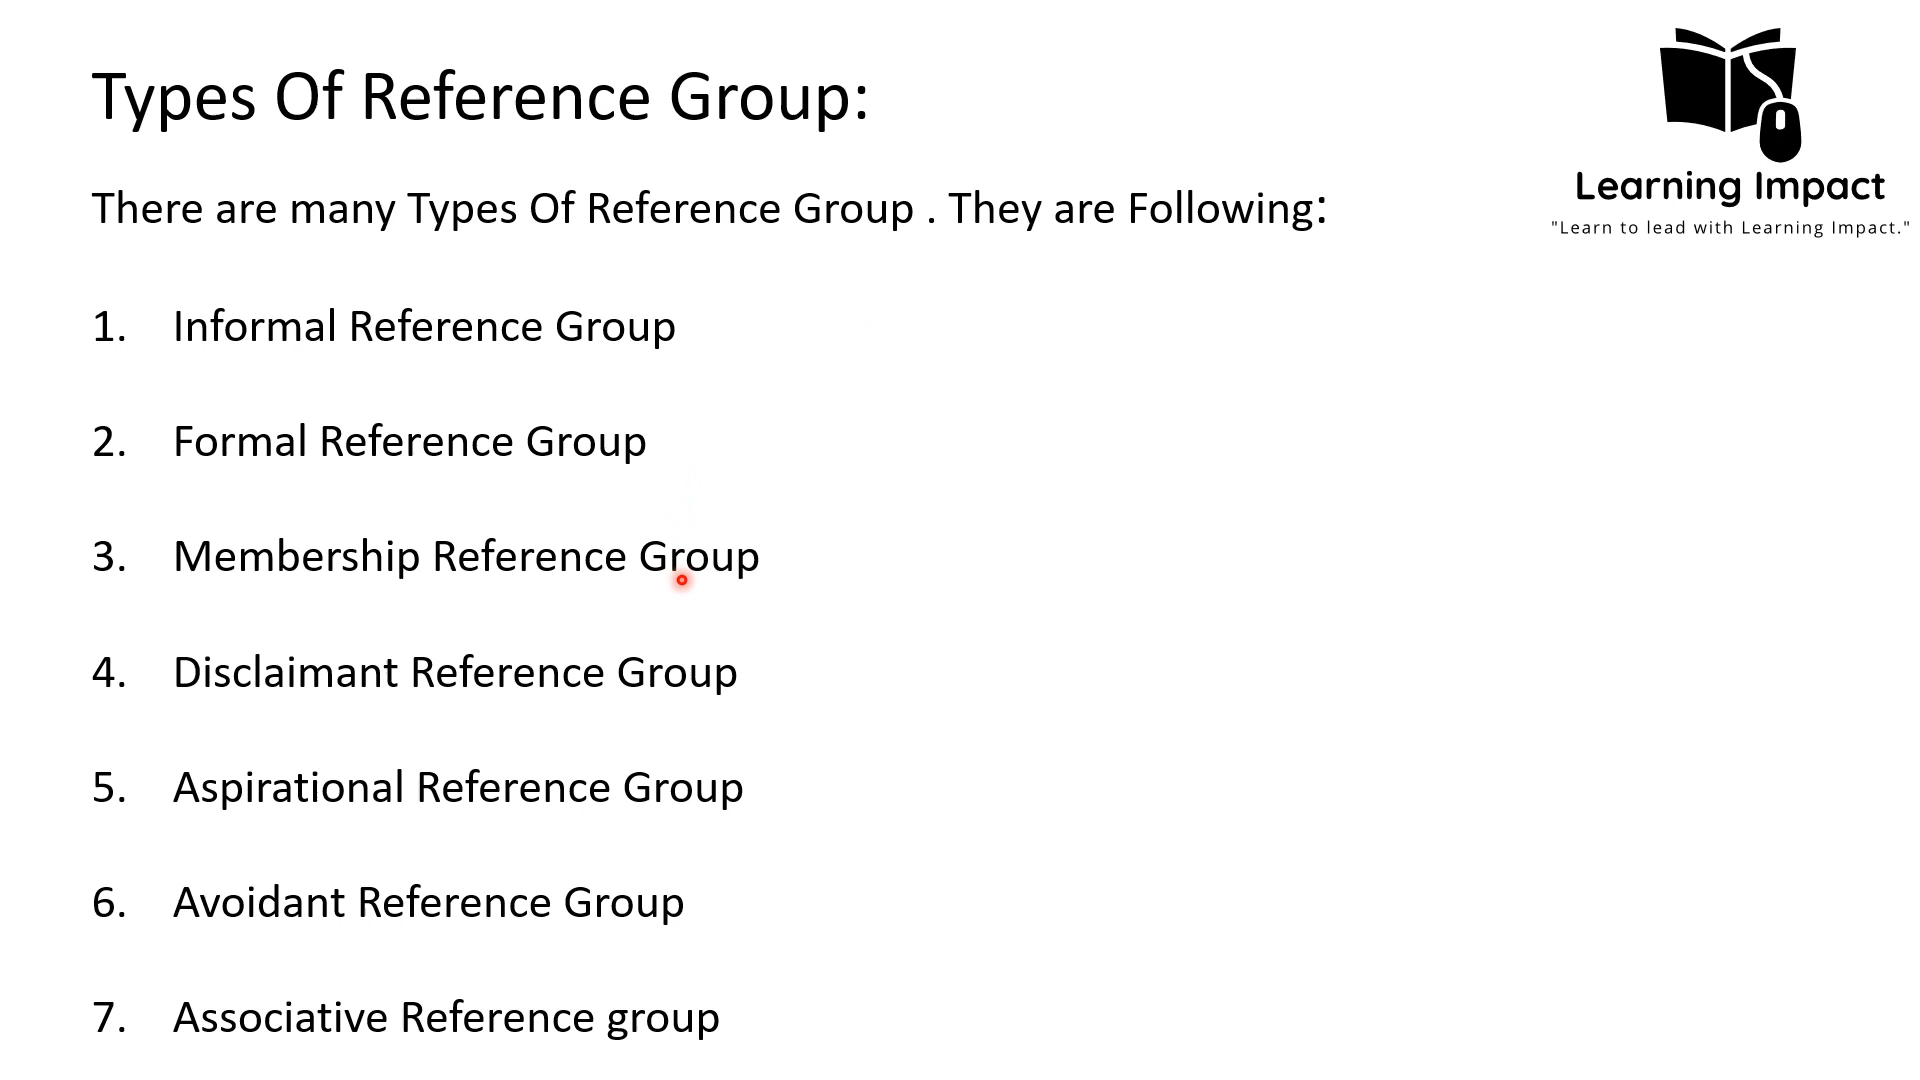 Types Of Reference Group:
Learning Impact
"Learn to lead with Learning Impact."
There are many Types Of Reference Group . They are Following:
1. Informal Reference Group
2. Formal Reference Group
3. Membership Reference Group
4. Disclaimant Reference Group
5. Aspirational Reference Group
6. Avoidant Reference Group
7. Associative Reference group